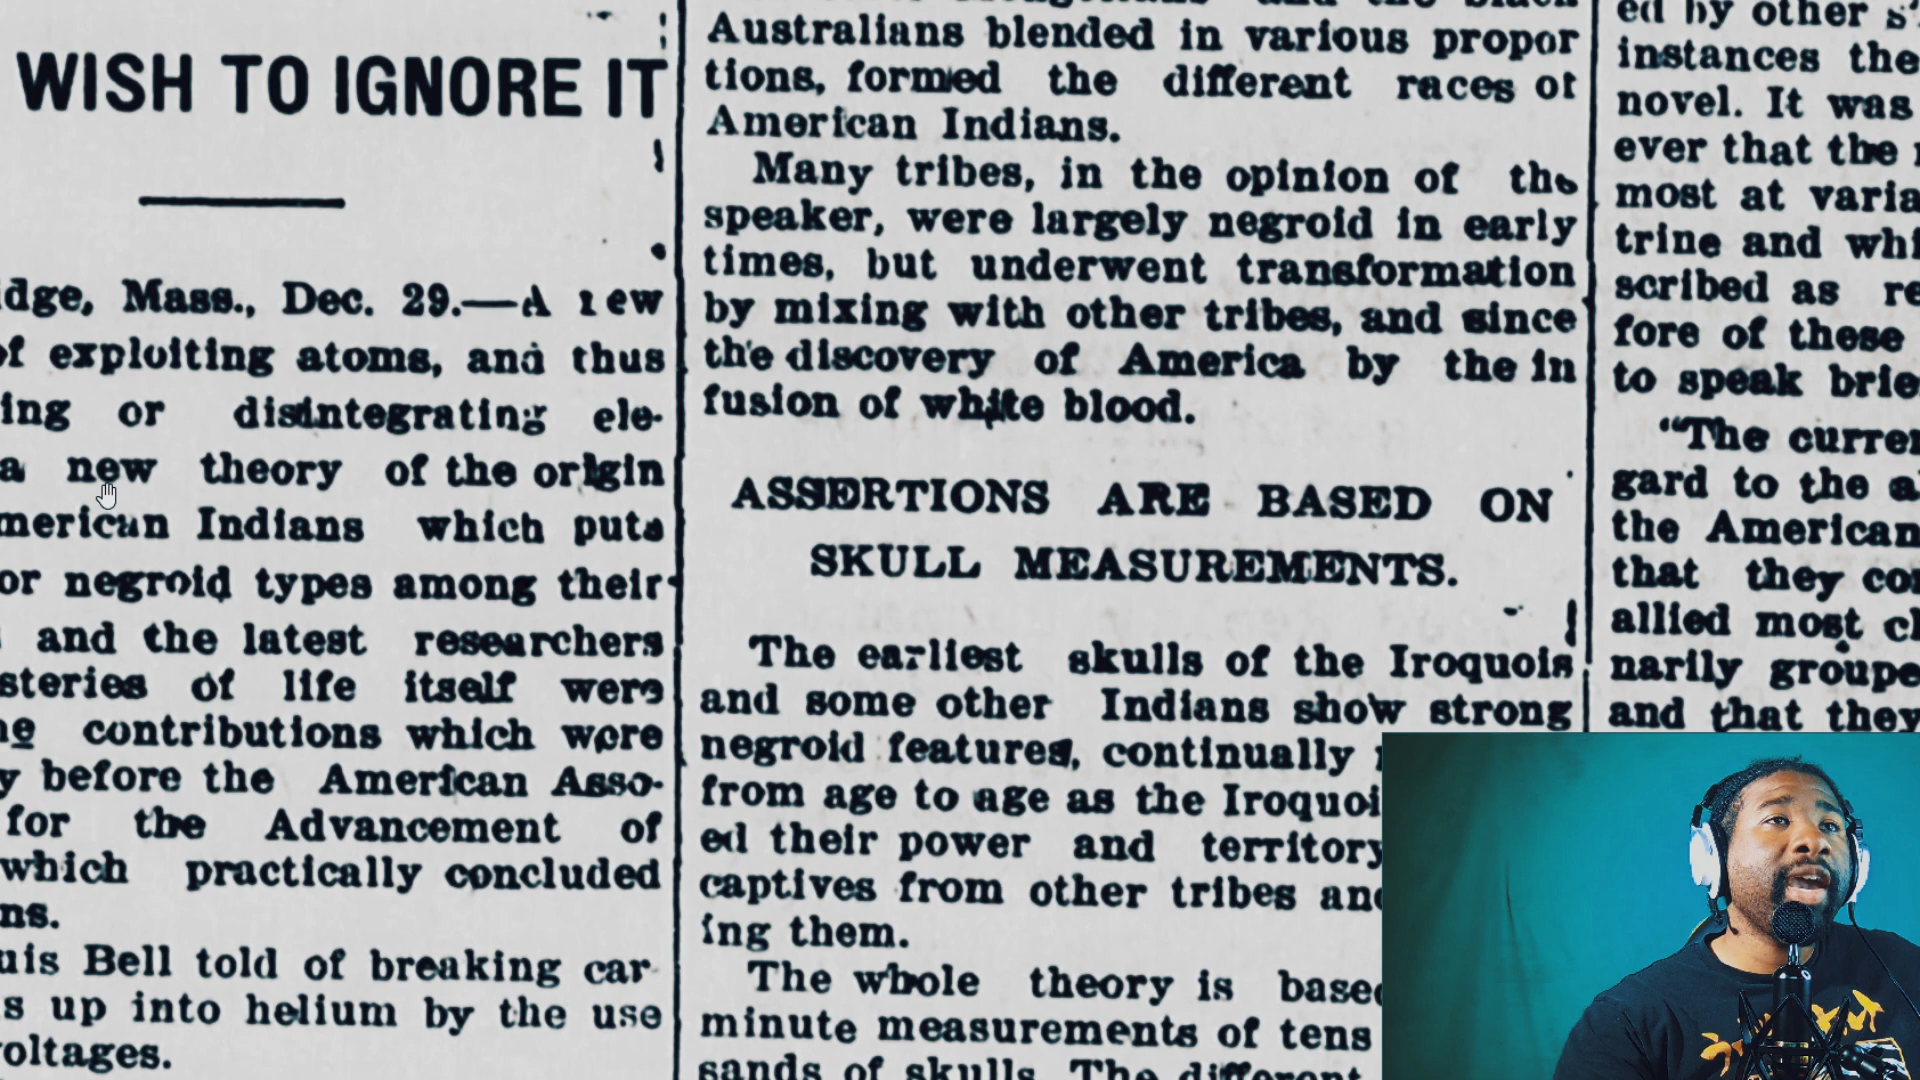 WISH TO IGNORE IT
idge, Mass., Dec. 29.—A new
of exploiting atoms, and thus
ing or disintegrating ele-
a new theory of the origin
merican Indians which puts
or negroid types among their
and the latest researchers
steries of life itself were
contributions which were
y before the American Asso-
for the Advancement of
which practically concluded
ns.
uis Bell told of breaking car
s up into helium by the use
oltages.
Australians blended in various propor
tions, formed the different races of
American Indians.
Many tribes, in the opinion of the
speaker, were largely negroid in early
times, but underwent transformation
by mixing with other tribes, and since
the discovery of America by the in
fusion of white blood.
ASSERTIONS ARE BASED ON
SKULL MEASUREMENTS.
The earliest skulls of the Iroquois
and some other Indians show strong
negroid features, continually
from age to age as the Iroquoi
ed their power and territory
captives from other tribes an
ing them.
The whole theory is base
minute measurements of tens
sands of skulls. The different
ed by other s
instances the
novel. It was
ever that the
most at varia
trine and whi
scribed as re
fore of these
to speak brie
"The curren
gard to the a
the American
that they co
allied most cl
narily groupe
and that they